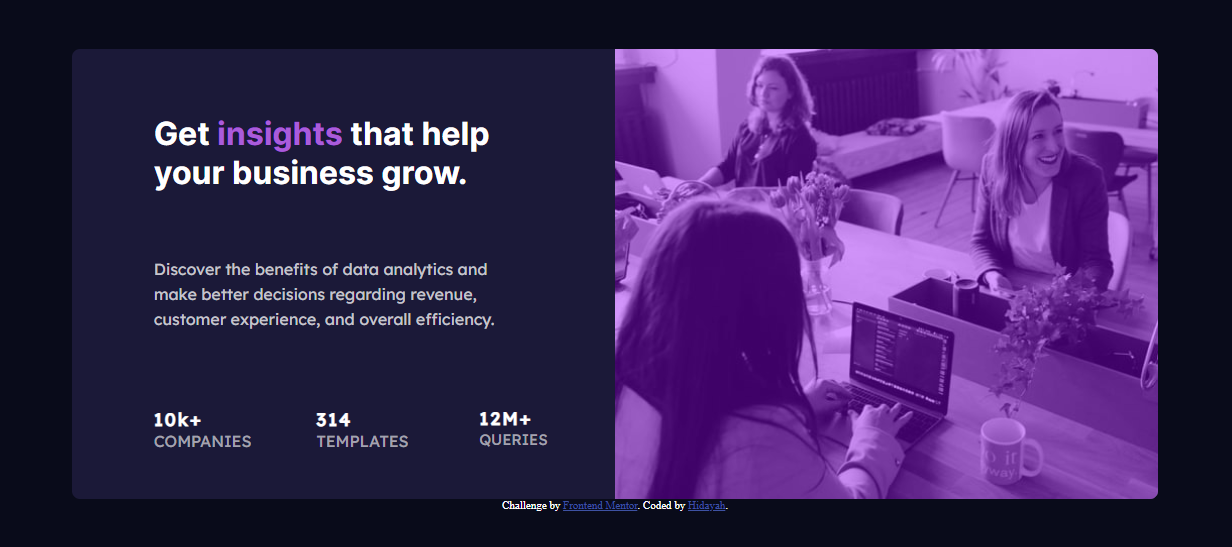 Get insights that help
your business grow.
Discover the benefits of data analytics and
make better decisions regarding revenue,
customer experience, and overall efficiency.
10k+
COMPANIES
314
TEMPLATES
12M+
QUERIES
Challenge by Frontend Mentor. Coded by Hidayah.